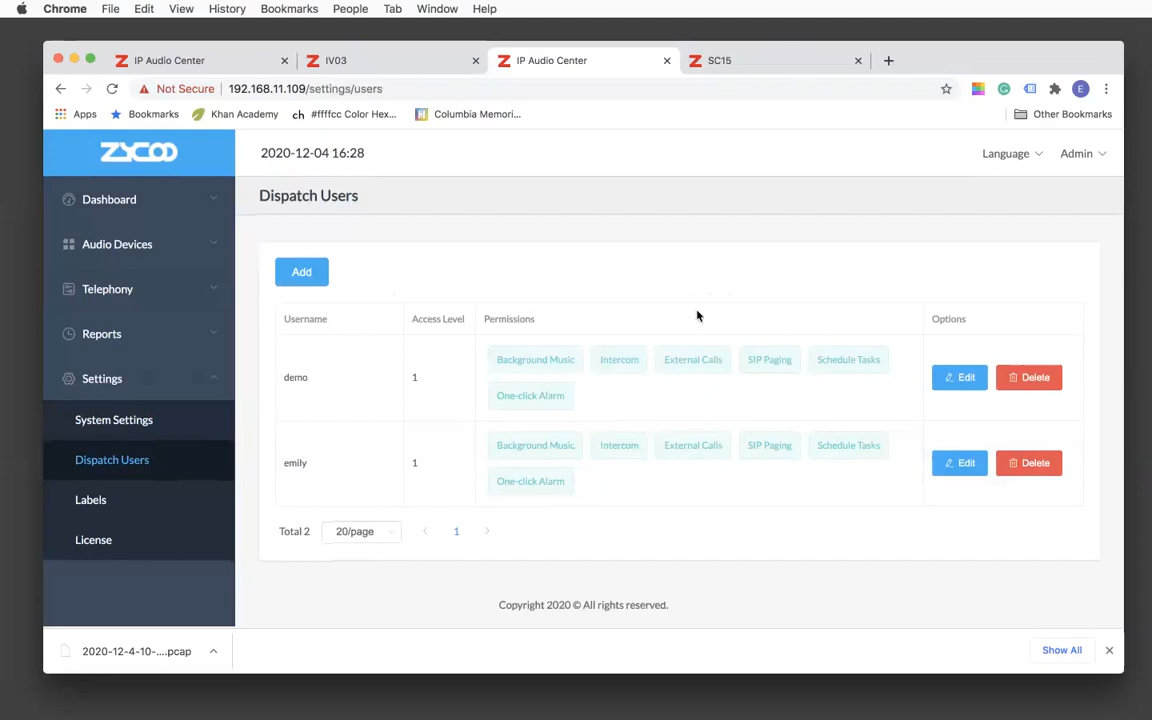 Chrome File Edit View History Bookmarks People Tab Window Help
IP Audio Center IV03 IP Audio Center SC15
Not Secure 192.168.11.109/settings/users E
Apps Bookmarks Khan Academy ch #ffffcc Color Hex... Columbia Memori... Other Bookmarks
ZYCOO 2020-12-04 16:28 Language Admin
Dashboard
Audio Devices
Telephony
Reports
Settings
System Settings
Dispatch Users
Labels
License
Dispatch Users
Add
Username Access Level Permissions Options
demo 1 Background Music Intercom External Calls SIP Paging Schedule Tasks Edit Delete
One-click Alarm
emily 1 Background Music Intercom External Calls SIP Paging Schedule Tasks Edit Delete
One-click Alarm
Total 2 20/page 1
Copyright 2020 © All rights reserved.
2020-12-4-10-....pcap Show All